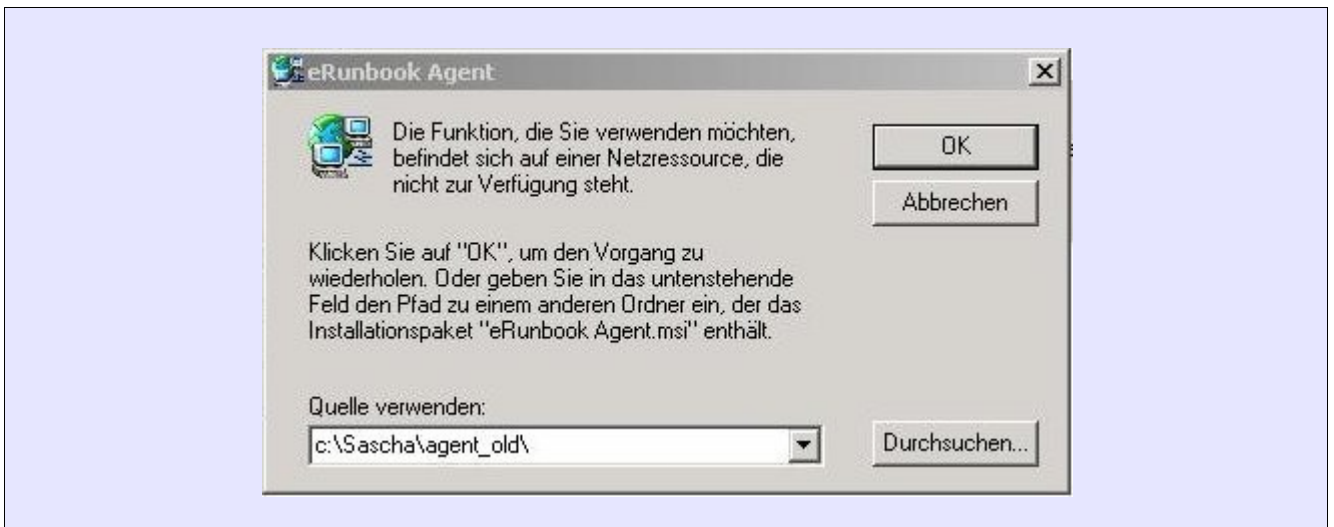 eRunbook Agent
Die Funktion, die Sie verwenden möchten,
befindet sich auf einer Netzressource, die
nicht zur Verfügung steht.
OK
Abbrechen
Klicken Sie auf "OK", um den Vorgang zu
wiederholen. Oder geben Sie in das untenstehende
Feld den Pfad zu einem anderen Ordner ein, der das
Installationspaket "eRunbook Agent.msi" enthält.
Quelle verwenden:
c:\Sascha\agent_old\
Durchsuchen...